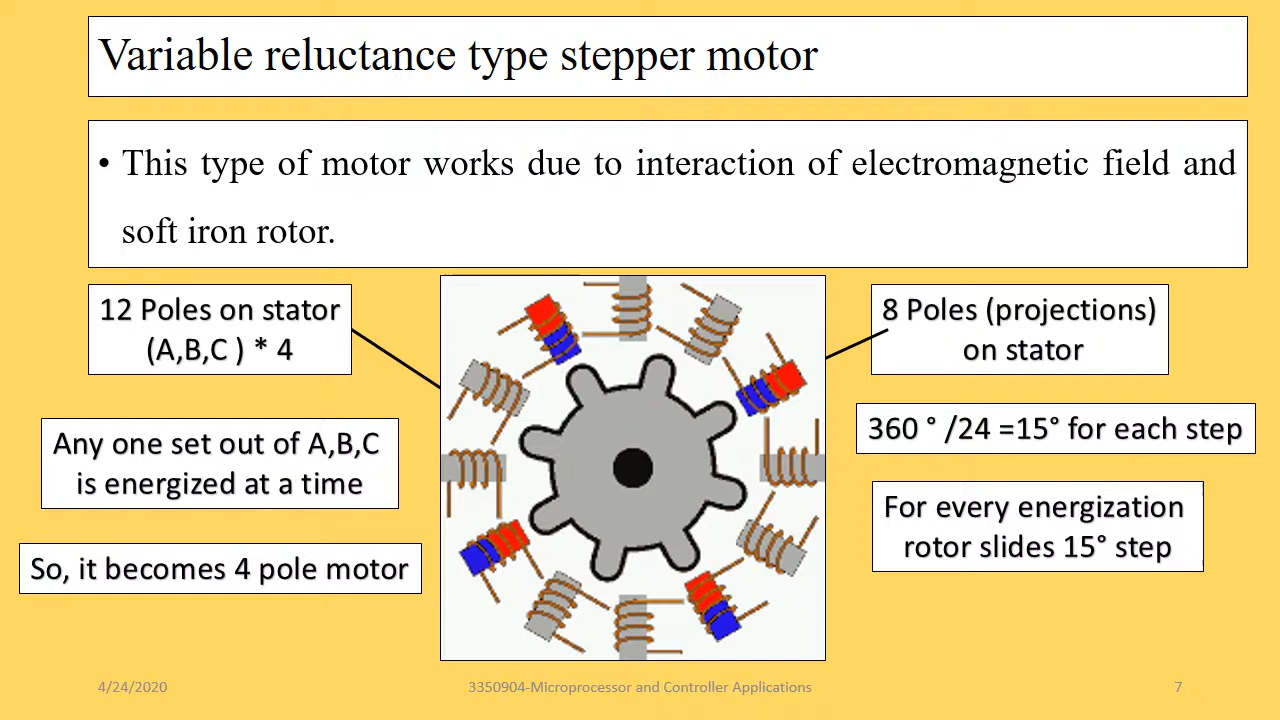 Variable reluctance type stepper motor
• This type of motor works due to interaction of electromagnetic field and
soft iron rotor.
12 Poles on stator
(A,B,C ) * 4
8 Poles (projections)
on stator
Any one set out of A,B,C
is energized at a time
360 ° /24 =15° for each step
For every energization
rotor slides 15° step
So, it becomes 4 pole motor
4/24/2020
3350904-Microprocessor and Controller Applications
7